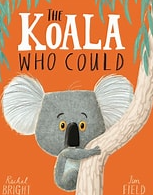 THE
KOALA
WHO COULD
Rachel Jim
BRIGHT FIELD